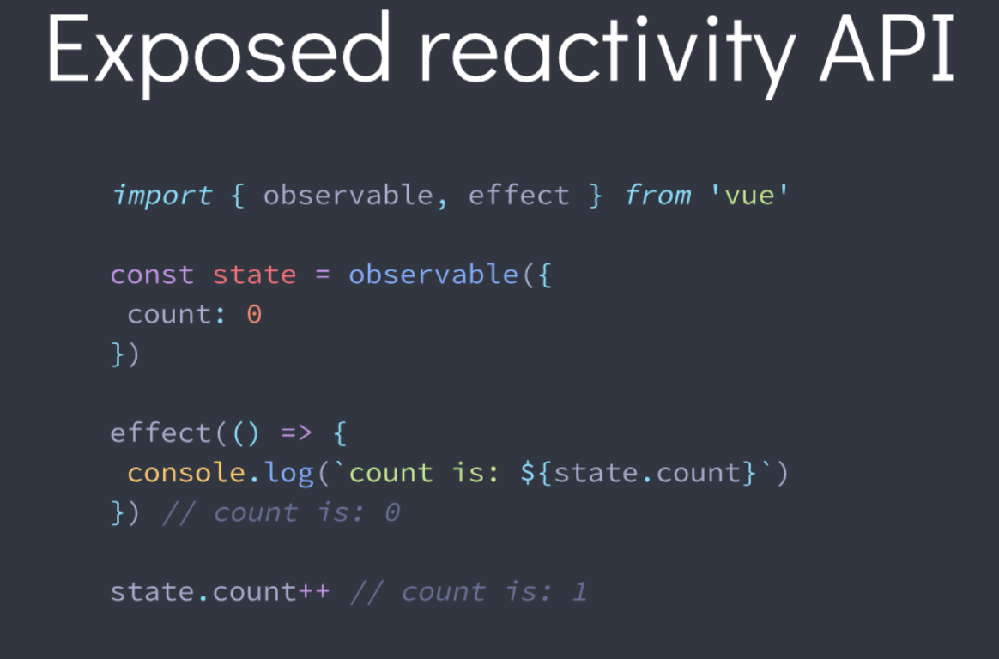 Exposed reactivity API
import { observable, effect } from 'vue'
const state = observable({
 count: 0
})
effect(() => {
 console.log(`count is: ${state.count}`)
}) // count is: 0
state.count++ // count is: 1